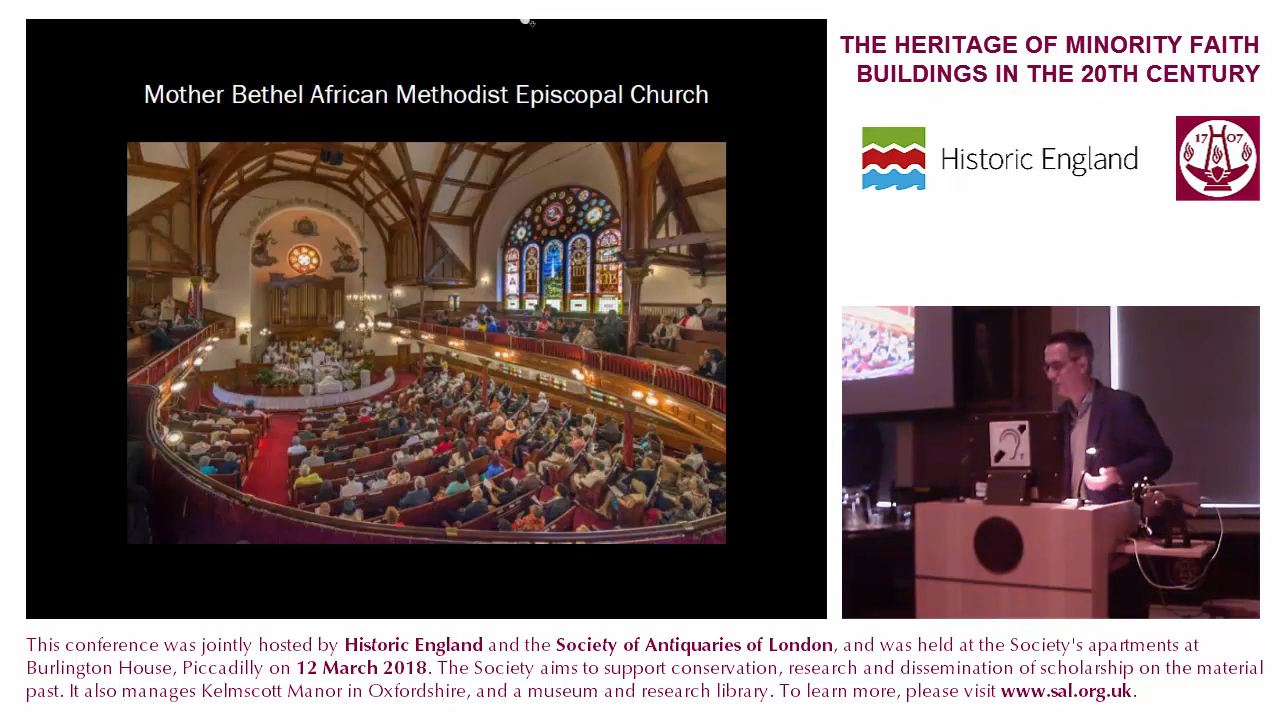 Mother Bethel African Methodist Episcopal Church
THE HERITAGE OF MINORITY FAITH
BUILDINGS IN THE 20TH CENTURY
Historic England
17 07
T
This conference was jointly hosted by Historic England and the Society of Antiquaries of London, and was held at the Society's apartments at
Burlington House, Piccadilly on 12 March 2018. The Society aims to support conservation, research and dissemination of scholarship on the material
past. It also manages Kelmscott Manor in Oxfordshire, and a museum and research library. To learn more, please visit www.sal.org.uk.